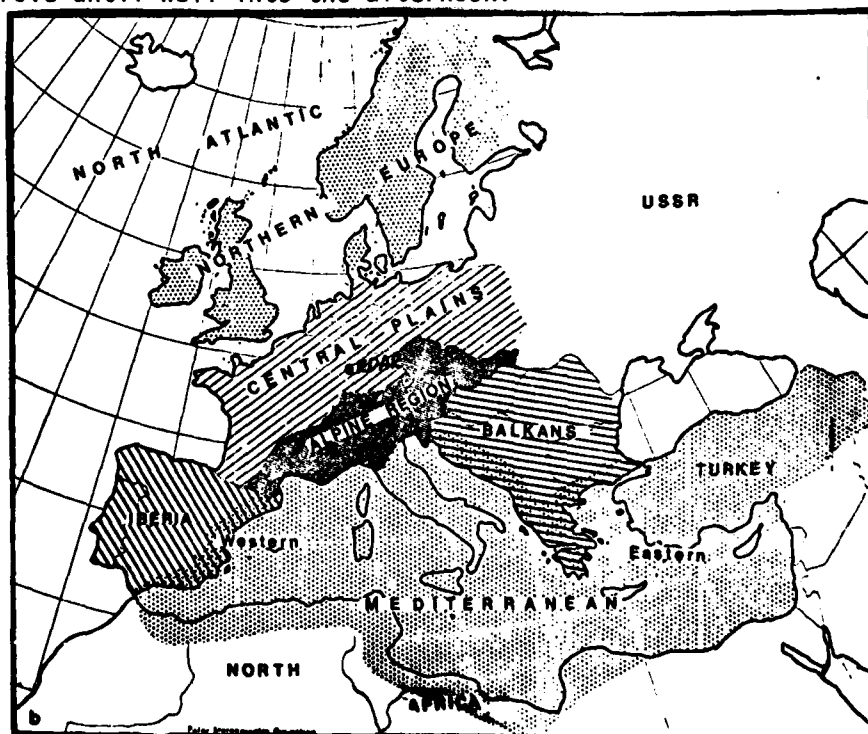 NORTH ATLANTIC
NORTHERN EUROPE
USSR
CENTRAL PLAINS
ALPINE REGION
BALKANS
TURKEY
IBERIA
Western
Eastern
MEDITERRANEAN
NORTH
AFRICA
b